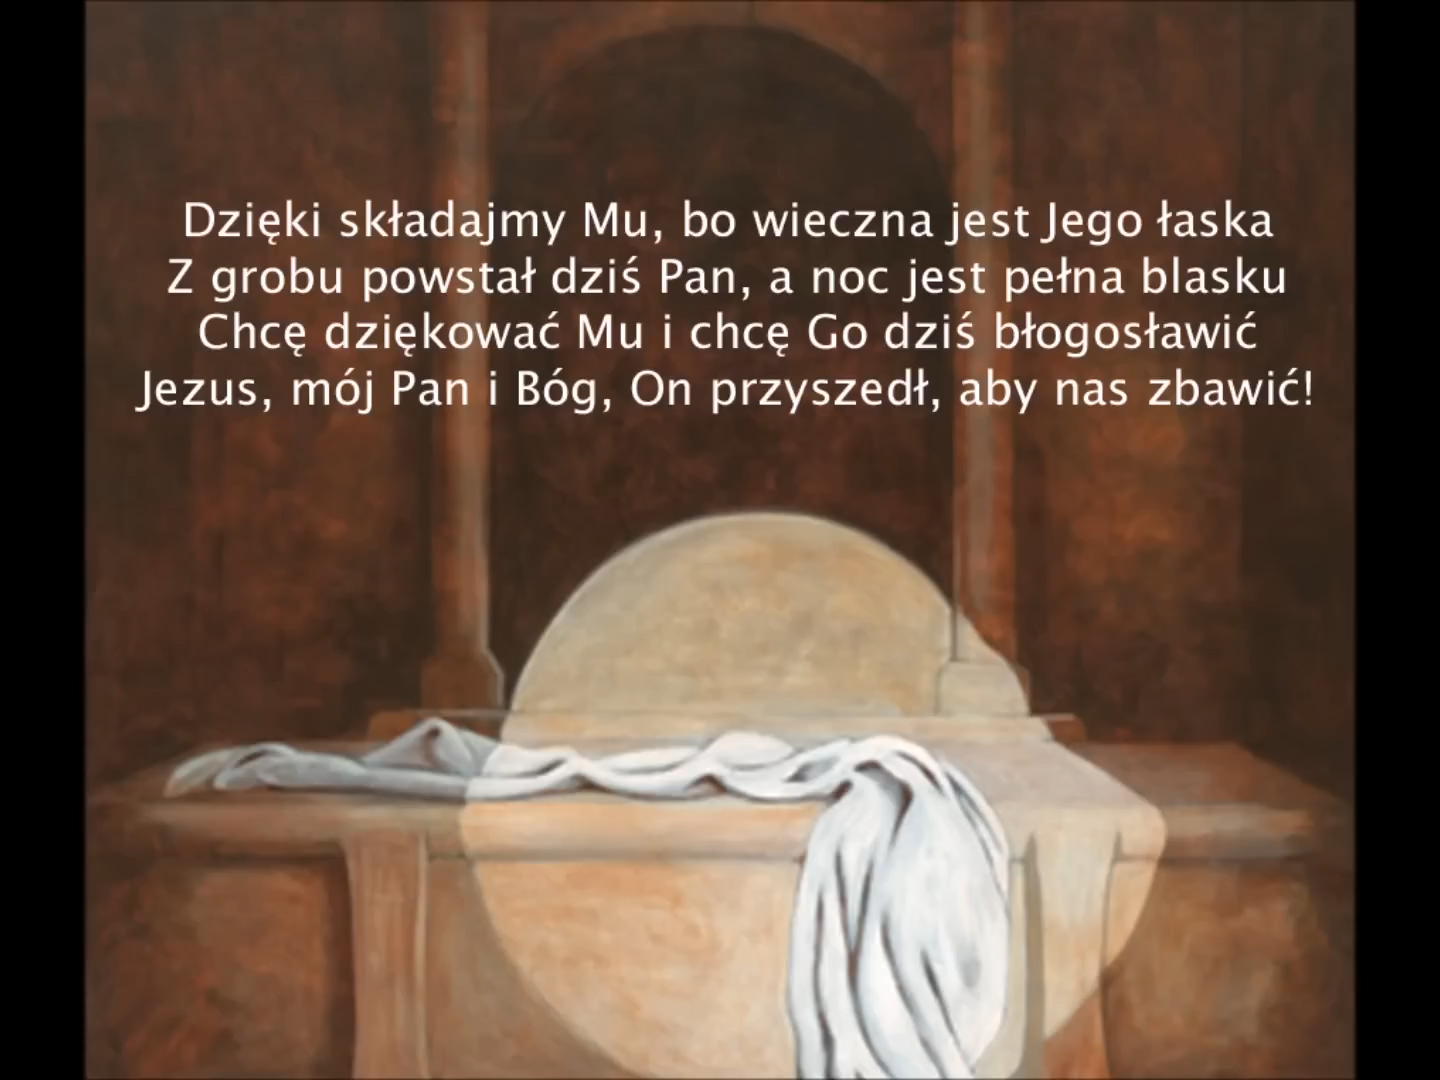 Dzięki składajmy Mu, bo wieczna jest Jego łaska
Z grobu powstał dziś Pan, a noc jest pełna blasku
Chcę dziękować Mu i chcę Go dziś błogosławić
Jezus, mój Pan i Bóg, On przyszedł, aby nas zbawić!